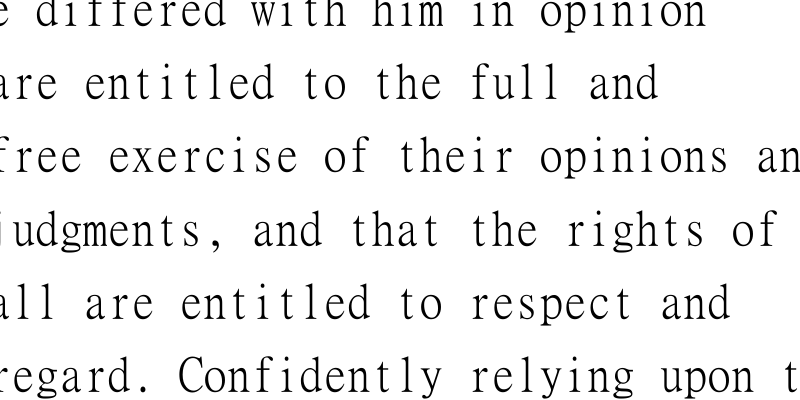 differed with him in opinion
are entitled to the full and
free exercise of their opinions
judgments, and that the rights of
all are entitled to respect and
regard. Confidently relying upon